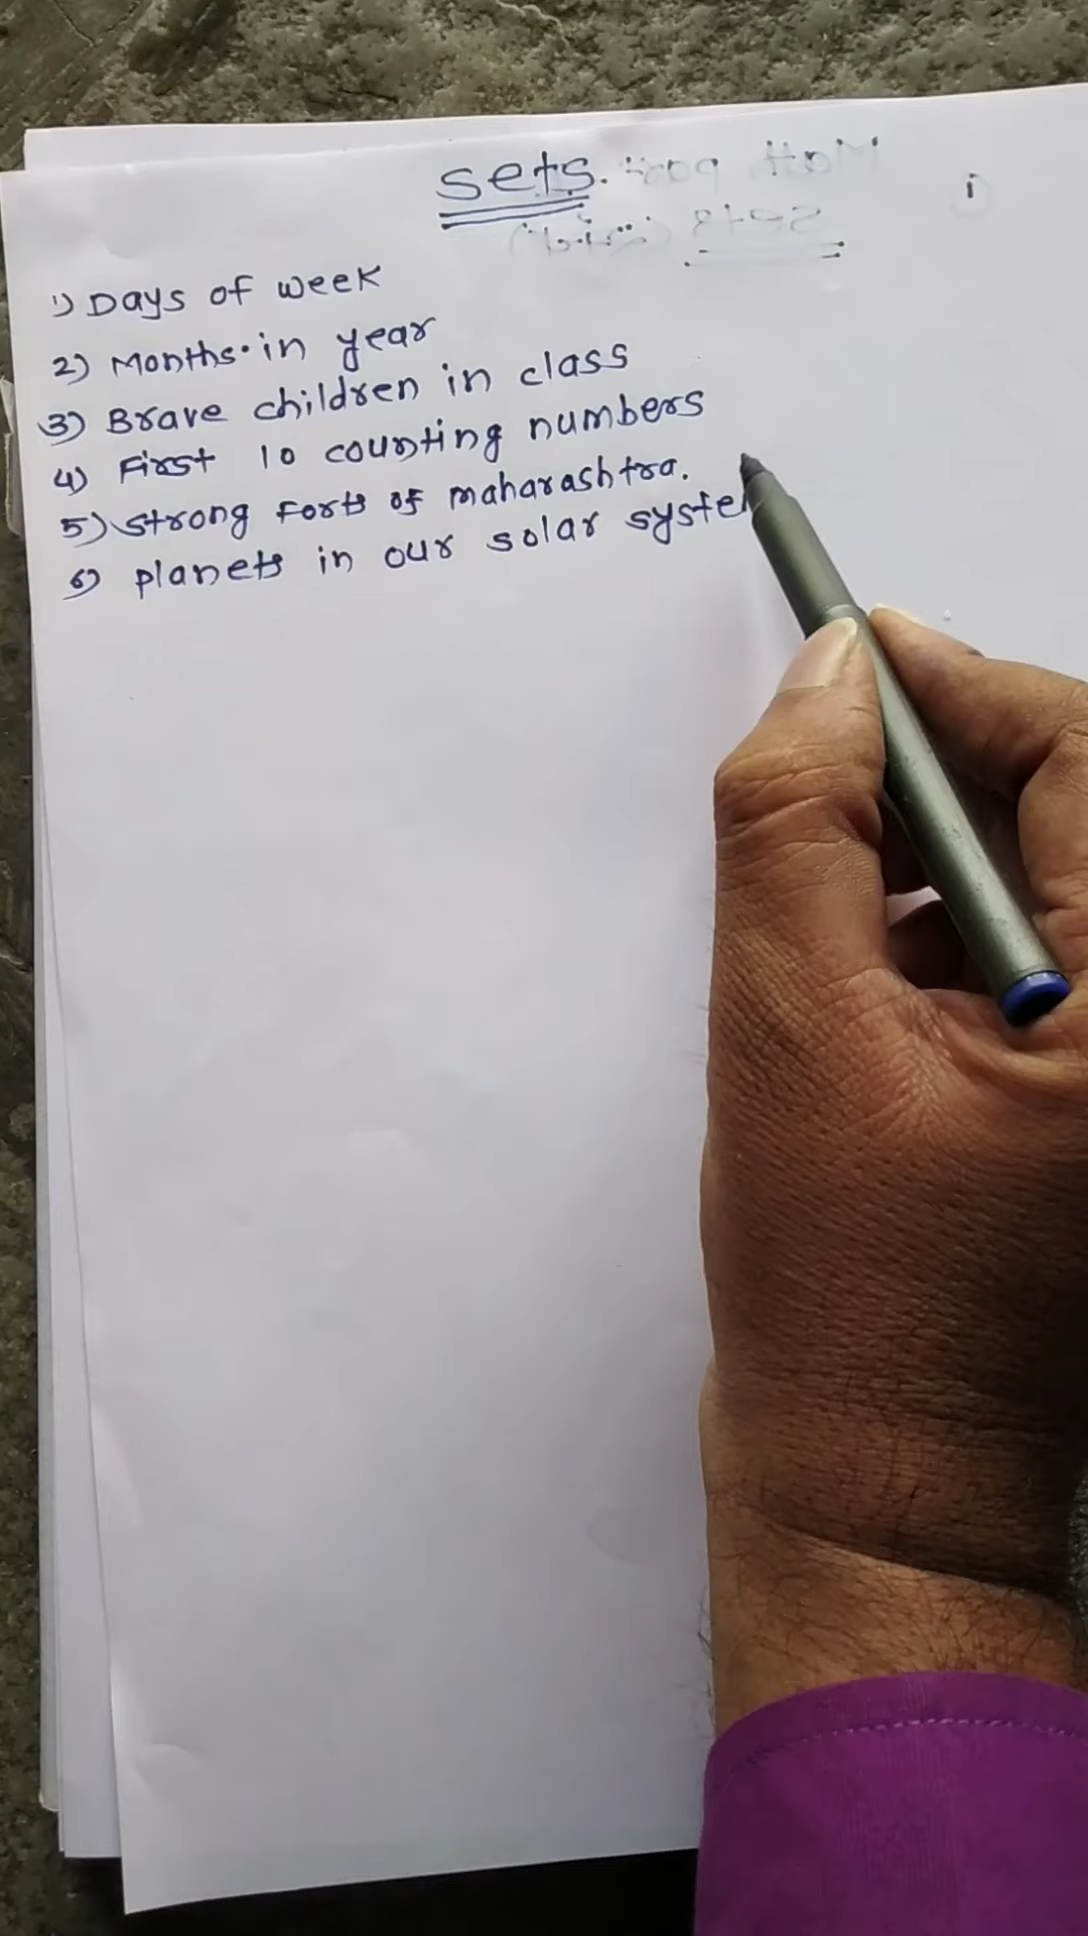 sets.
1) Days of week
2) Months in year
3) Brave children in class
4) First 10 counting numbers
5) strong forts of maharashtra.
6) planets in our solar syste